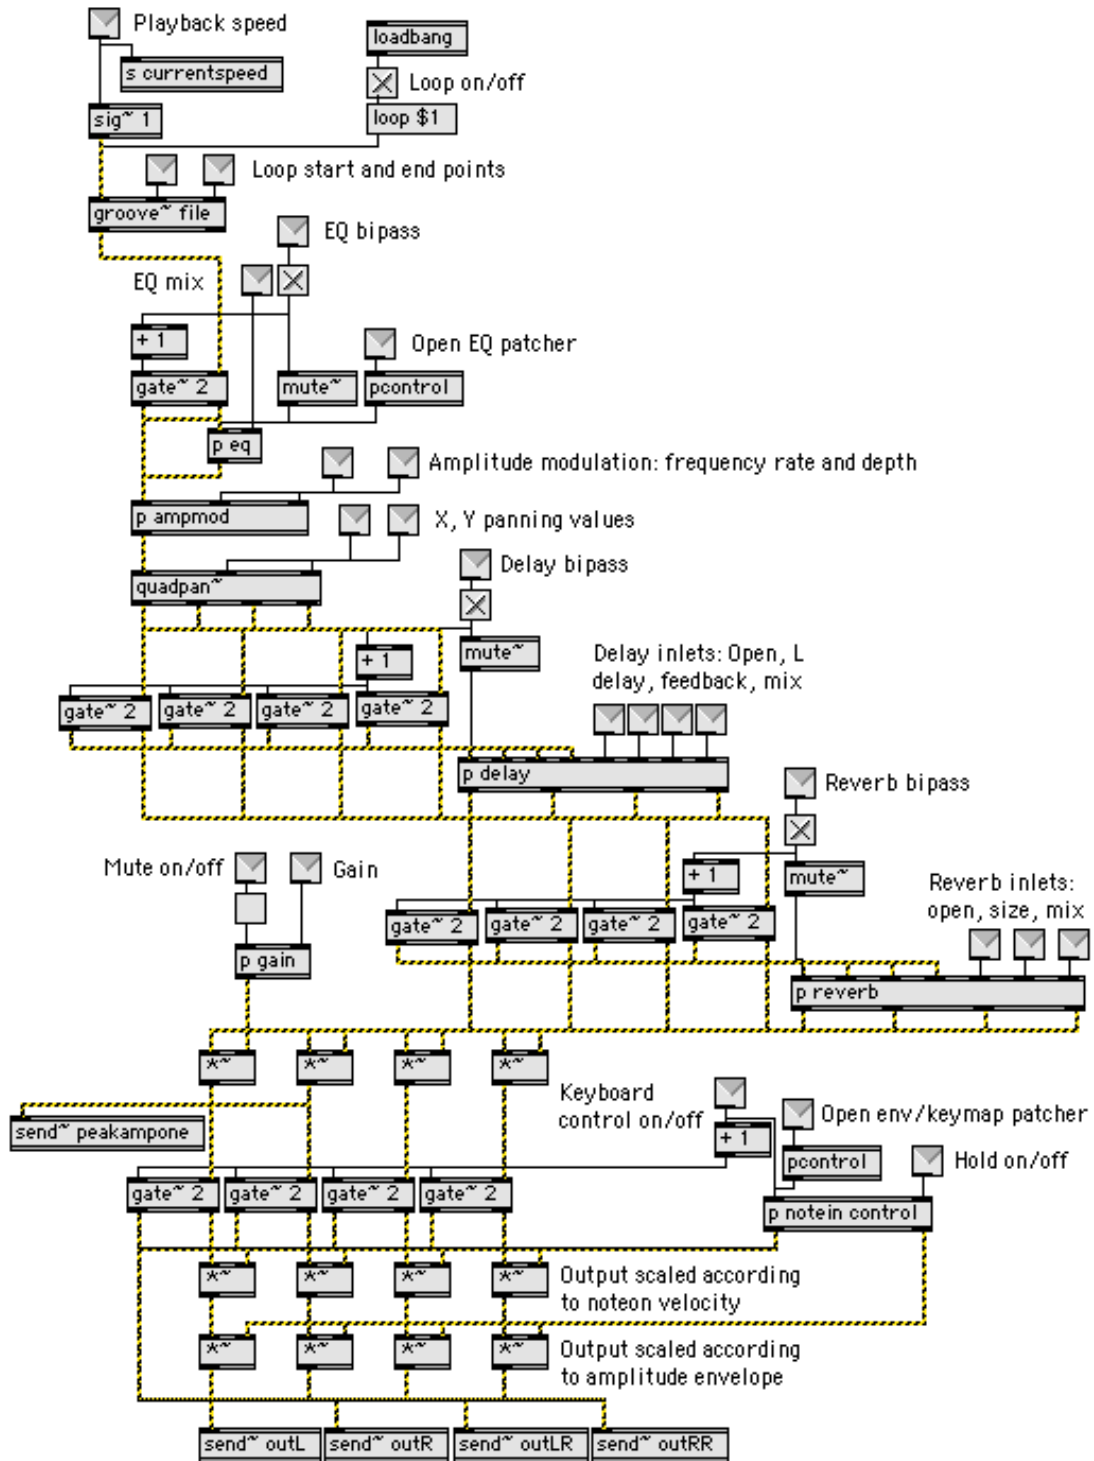 Playback speed
loadbang
s currentspeed
Loop on/off
sig~ 1
loop $1
Loop start and end points
groove~ file
EQ bipass
EQ mix
+ 1
Open EQ patcher
gate~ 2
mute~
pcontrol
p eq
Amplitude modulation: frequency rate and depth
p ampmod
X, Y panning values
quadpan~
Delay bipass
+ 1
mute~
Delay inlets: Open, L
delay, feedback, mix
gate~ 2
gate~ 2
gate~ 2
gate~ 2
p delay
Reverb bipass
Mute on/off
Gain
+ 1
mute~
Reverb inlets:
open, size, mix
gate~ 2
gate~ 2
gate~ 2
gate~ 2
p gain
p reverb
*~
*~
*~
*~
Keyboard
control on/off
send~ peakampone
+ 1
Open env/keymap patcher
pcontrol
Hold on/off
gate~ 2
gate~ 2
gate~ 2
gate~ 2
p notein control
*~
*~
*~
*~
Output scaled according
to noteon velocity
*~
*~
*~
*~
Output scaled according
to amplitude envelope
send~ outL
send~ outR
send~ outLR
send~ outRR